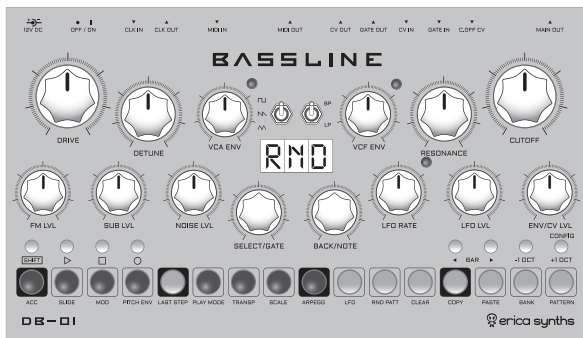 12V DC OFF / ON CLK IN CLK OUT MIDI IN MIDI OUT CV OUT GATE OUT CV IN GATE IN C.OFF CV MAIN OUT
BASSLINE
DRIVE DETUNE VCA ENV BP LP VCF ENV RESONANCE CUTOFF
RND
FM LVL SUB LVL NOISE LVL SELECT/GATE BACK/NOTE LFO RATE LFO LVL ENV/CV LVL
CONFIG
SHIFT BAR -1 OCT +1 OCT
ACC SLIDE MOD PITCH ENV LAST STEP PLAY MODE TRANSP SCALE ARPEGG LFO RND PATT CLEAR COPY PASTE BANK PATTERN
DB-01 erica synths